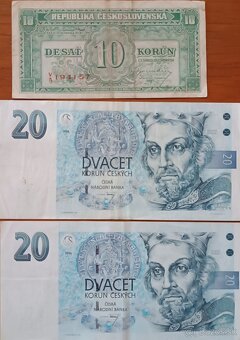 10
REPUBLIKA ČESKOSLOVENSKÁ
10
DESAŤ
10
KORÚN
20
DVACET
KORUN ČESKÝCH
ČESKÁ
NÁRODNÍ BANKA
20
20
DVACET
KORUN ČESKÝCH
ČESKÁ
NÁRODNÍ BANKA
20